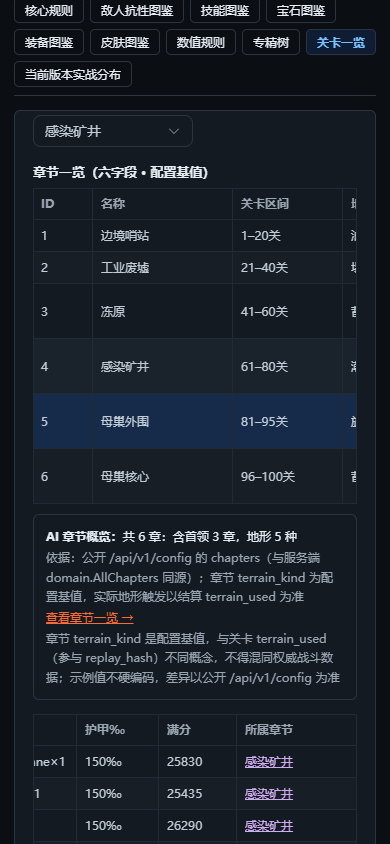 核心规则 敌人抗性图鉴 技能图鉴 宝石图鉴
装备图鉴 皮肤图鉴 数值规则 专精树 关卡一览
当前版本实战分布
感染矿井
章节一览（六字段 • 配置基值）
ID 名称 关卡区间
1 边境哨站 1–20关
2 工业废墟 21–40关
3 冻原 41–60关
4 感染矿井 61–80关
5 母巢外围 81–95关
6 母巢核心 96–100关
AI 章节概览：共 6 章：含首领 3 章，地形 5 种
依据：公开 /api/v1/config 的 chapters（与服务端
domain.AllChapters 同源）；章节 terrain_kind 为配
置基值，实际地形触发以结算 terrain_used 为准
查看章节一览 →
章节 terrain_kind 是配置基值，与关卡 terrain_used
（参与 replay_hash）不同概念，不得混同权威战斗数
据；示例值不硬编码，差异以公开 /api/v1/config 为准
护甲‰ 满分 所属章节
ane×1 150‰ 25830 感染矿井
1 150‰ 25435 感染矿井
150‰ 26290 感染矿井